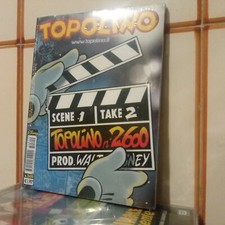 TOPOLINO
www.topolino.it
SCENE 1 TAKE 2
TOPOLINO n° 2600
PROD. WALT DISNEY